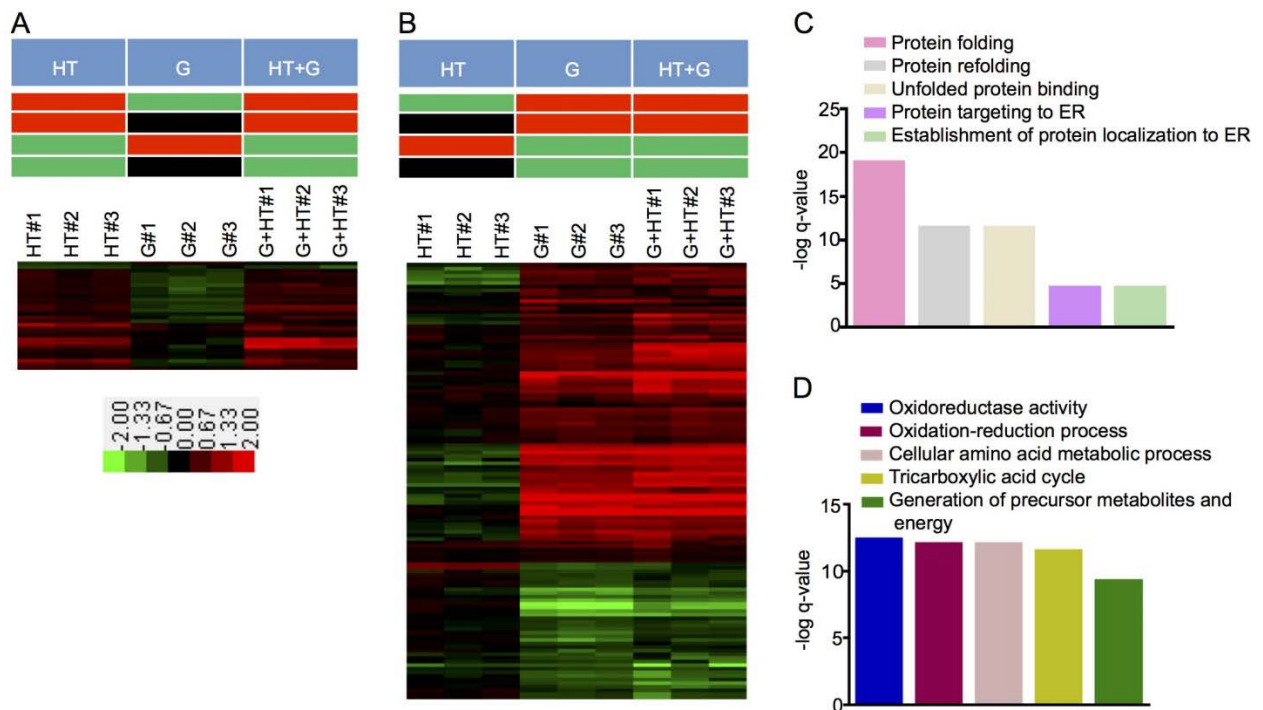 A
HT G HT+G
HT#1 HT#2 HT#3 G#1 G#2 G#3 G+HT#1 G+HT#2 G+HT#3
-2.00 -1.33 -0.67 0.00 0.67 1.33 2.00
B
HT G HT+G
HT#1 HT#2 HT#3 G#1 G#2 G#3 G+HT#1 G+HT#2 G+HT#3
C
Protein folding
Protein refolding
Unfolded protein binding
Protein targeting to ER
Establishment of protein localization to ER
-log q-value
25
20
15
10
5
0
D
Oxidoreductase activity
Oxidation-reduction process
Cellular amino acid metabolic process
Tricarboxylic acid cycle
Generation of precursor metabolites and
energy
-log q-value
15
10
5
0